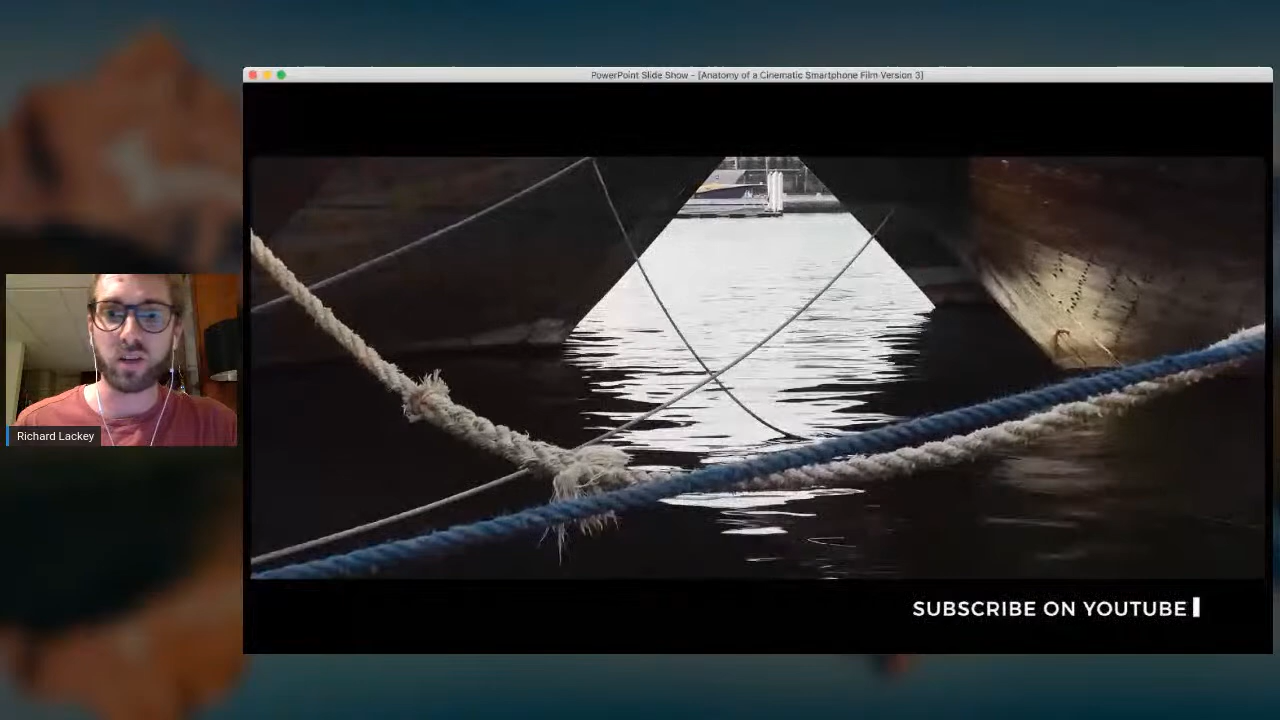 PowerPoint Slide Show - [Anatomy of a Cinematic Smartphone Film Version 3]
Richard Lackey
SUBSCRIBE ON YOUTUBE